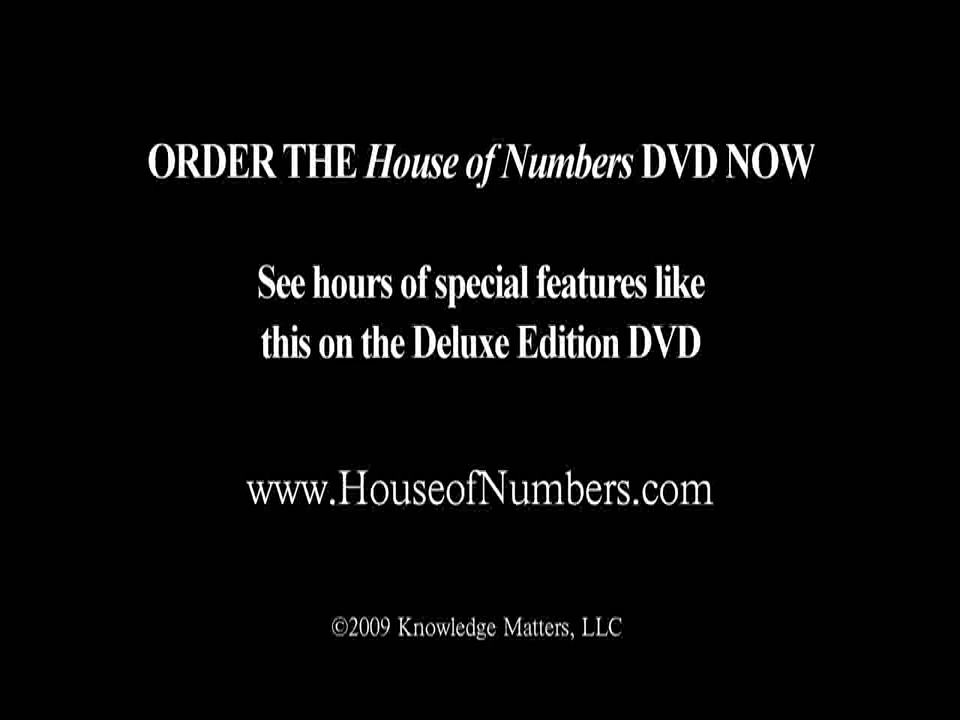 ORDER THE House of Numbers DVD NOW
See hours of special features like
this on the Deluxe Edition DVD
www.HouseofNumbers.com
©2009 Knowledge Matters, LLC